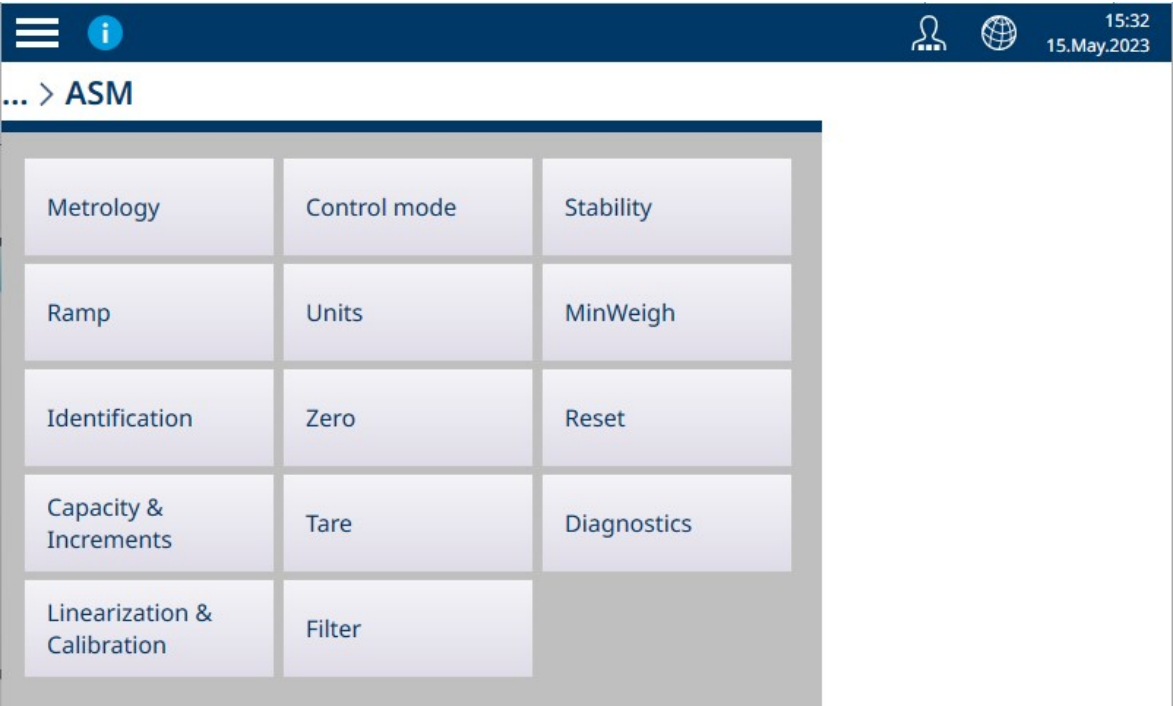 i
15:32
15.May.2023
... > ASM
Metrology
Control mode
Stability
Ramp
Units
MinWeigh
Identification
Zero
Reset
Capacity &
Increments
Tare
Diagnostics
Linearization &
Calibration
Filter